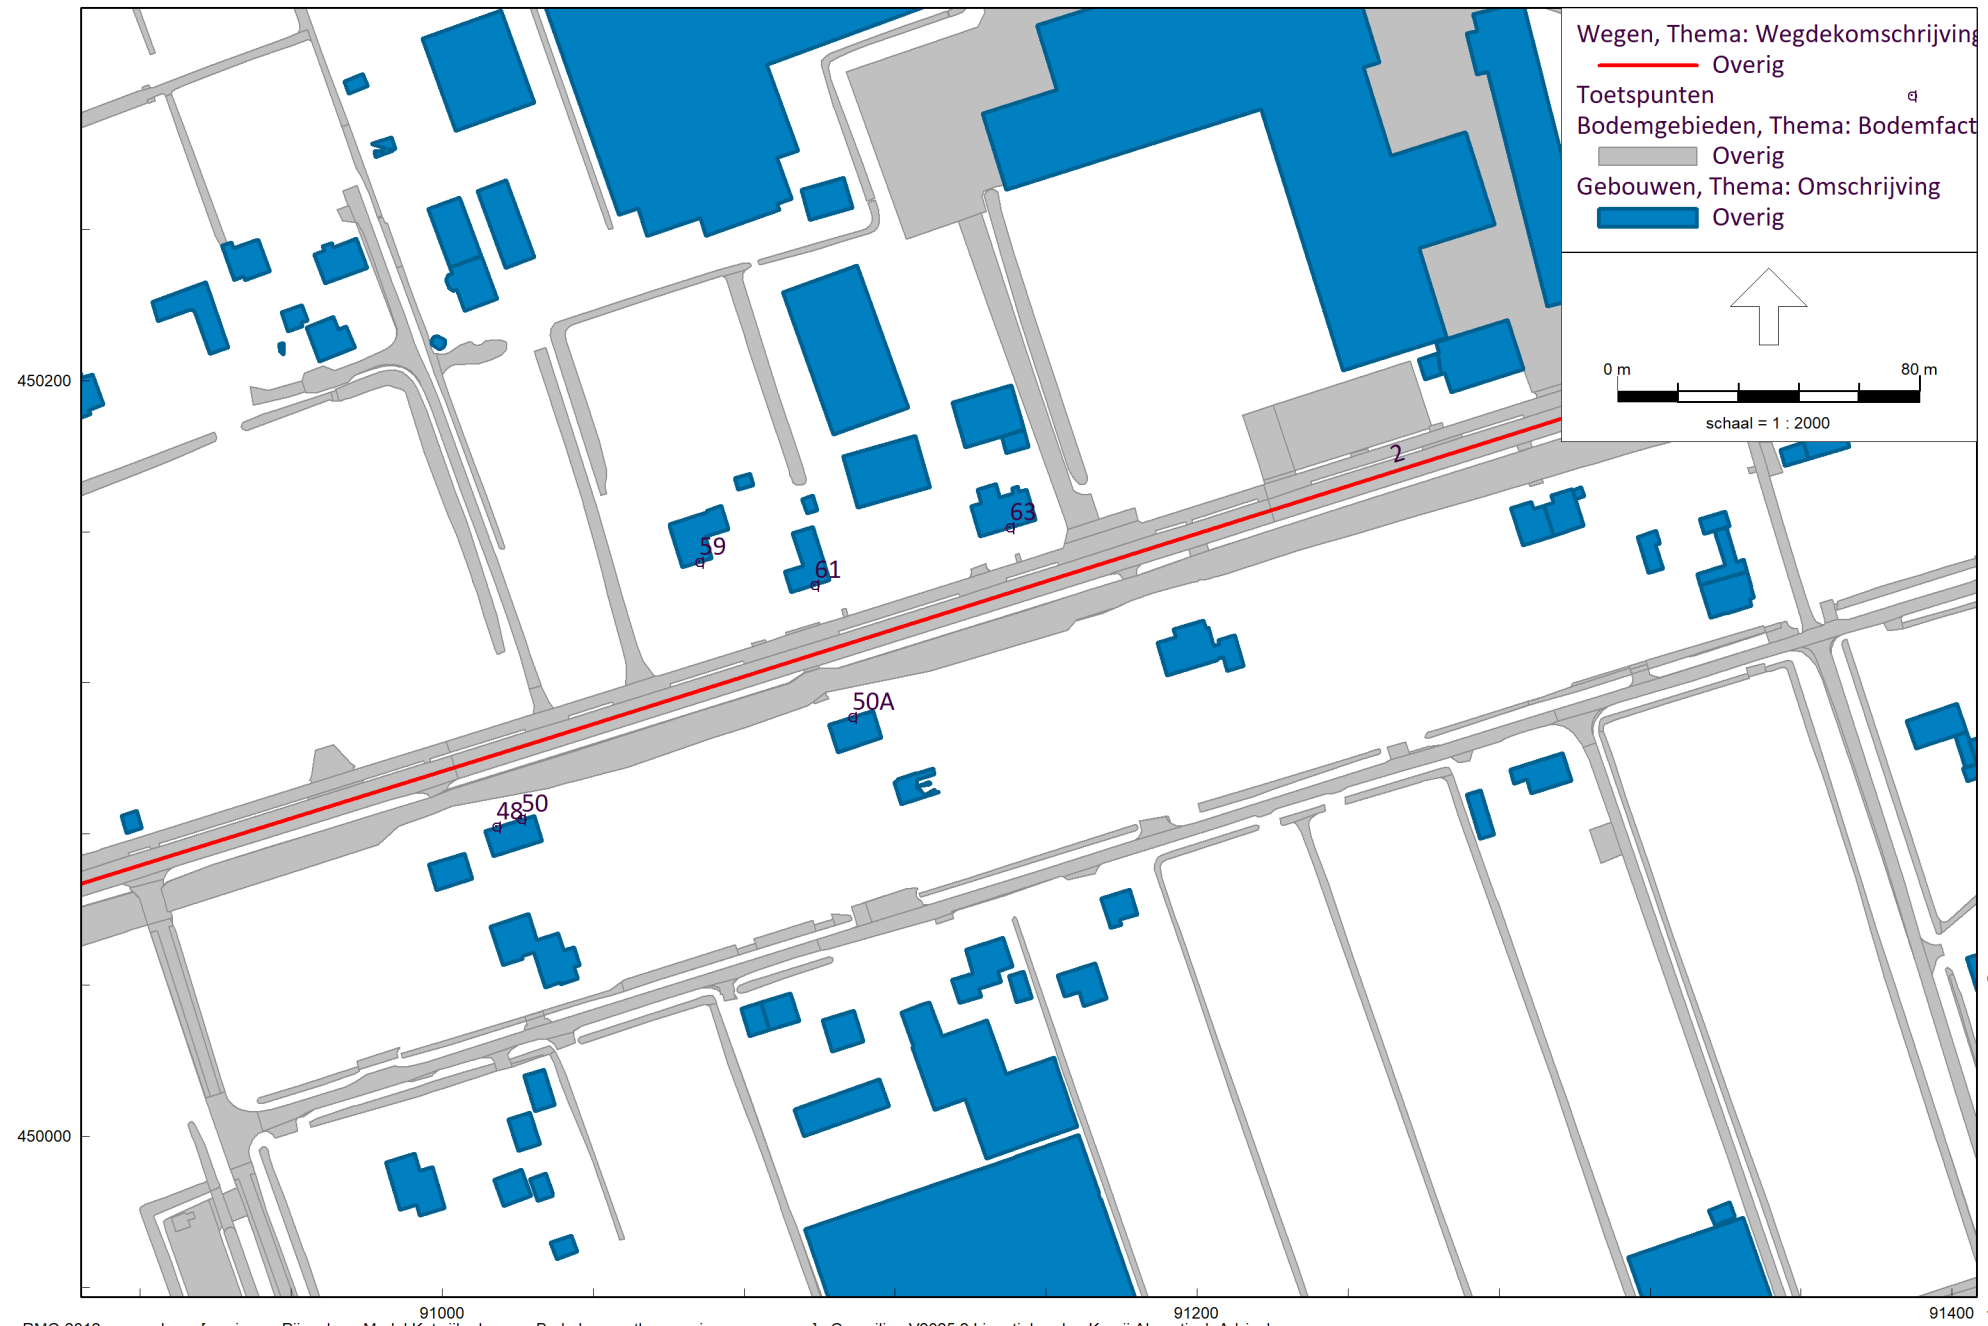 Wegen, Thema: Wegdekomschrijving
Overig
Toetspunten
Bodemgebieden, Thema: Bodemfact
Overig
Gebouwen, Thema: Omschrijving
Overig
0 m 80 m
schaal = 1 : 2000
450200
2
63
59
61
50A
50
48
450000
91000 91200 91400